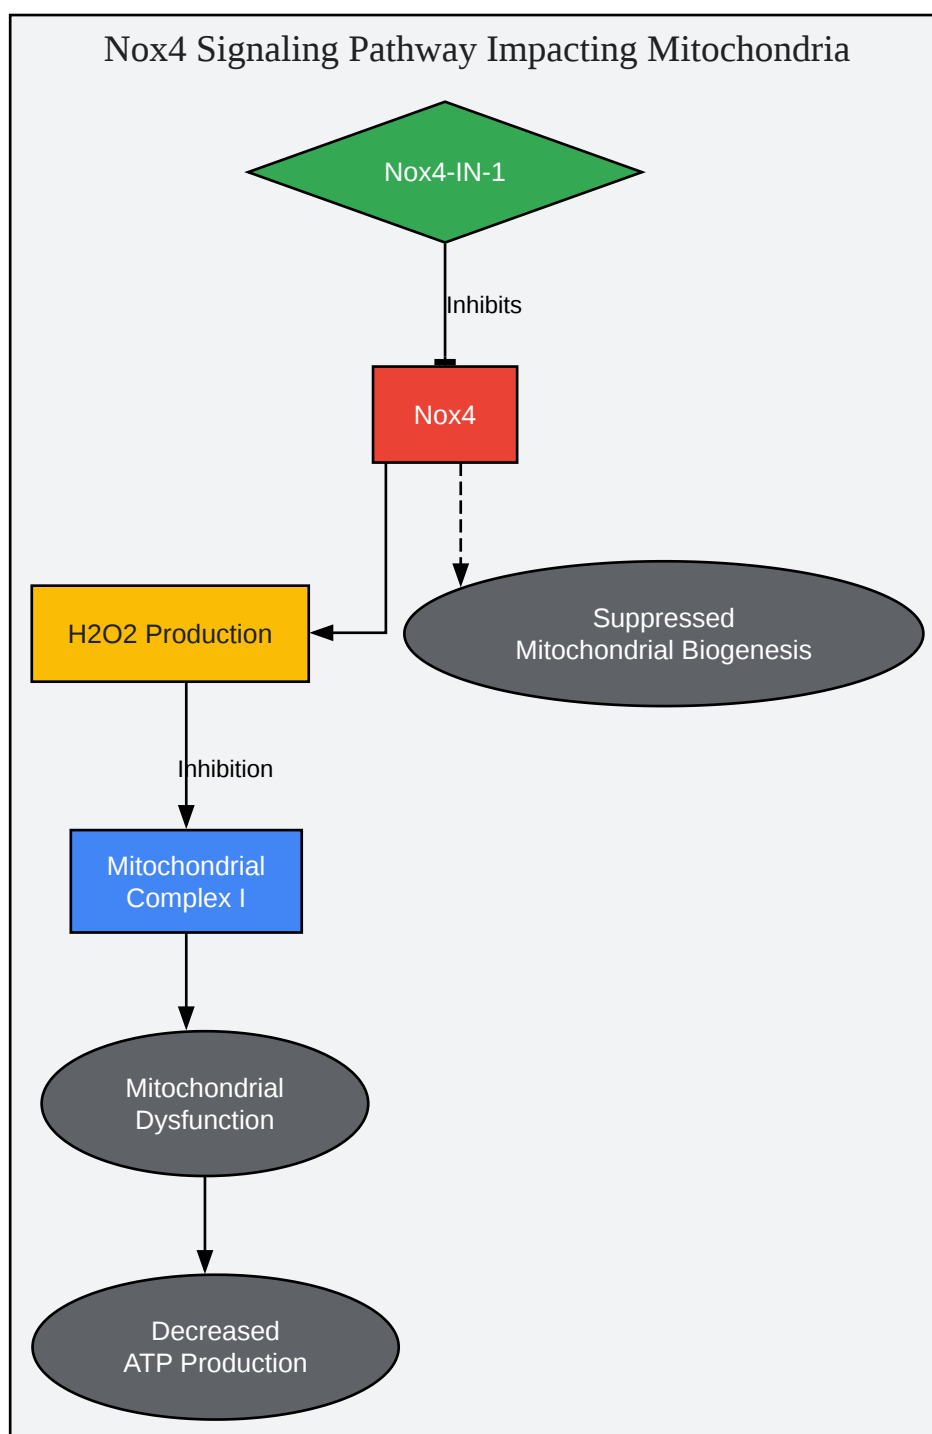 Nox4 Signaling Pathway Impacting Mitochondria
Nox4-IN-1
Inhibits
Nox4
H2O2 Production
Suppressed
Mitochondrial Biogenesis
Inhibition
Mitochondrial
Complex I
Mitochondrial
Dysfunction
Decreased
ATP Production